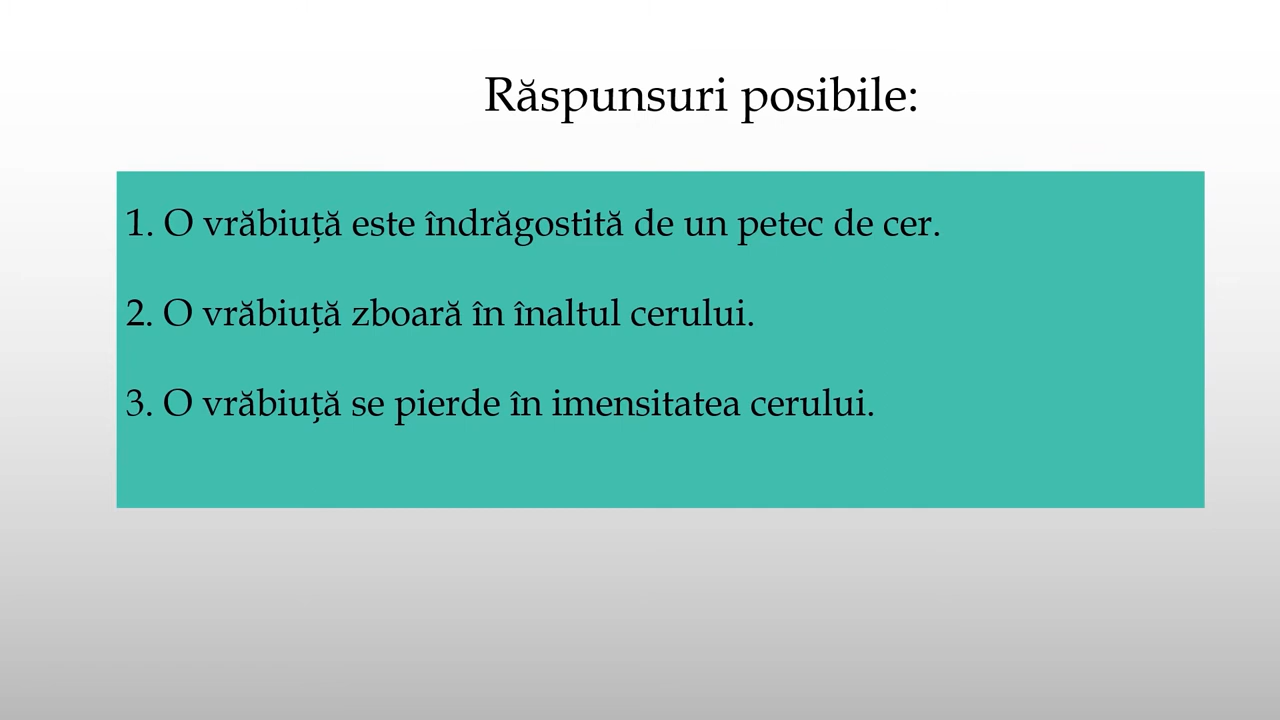 Răspunsuri posibile:
1. O vrăbiuță este îndrăgostită de un petec de cer.
2. O vrăbiuță zboară în înaltul cerului.
3. O vrăbiuță se pierde în imensitatea cerului.